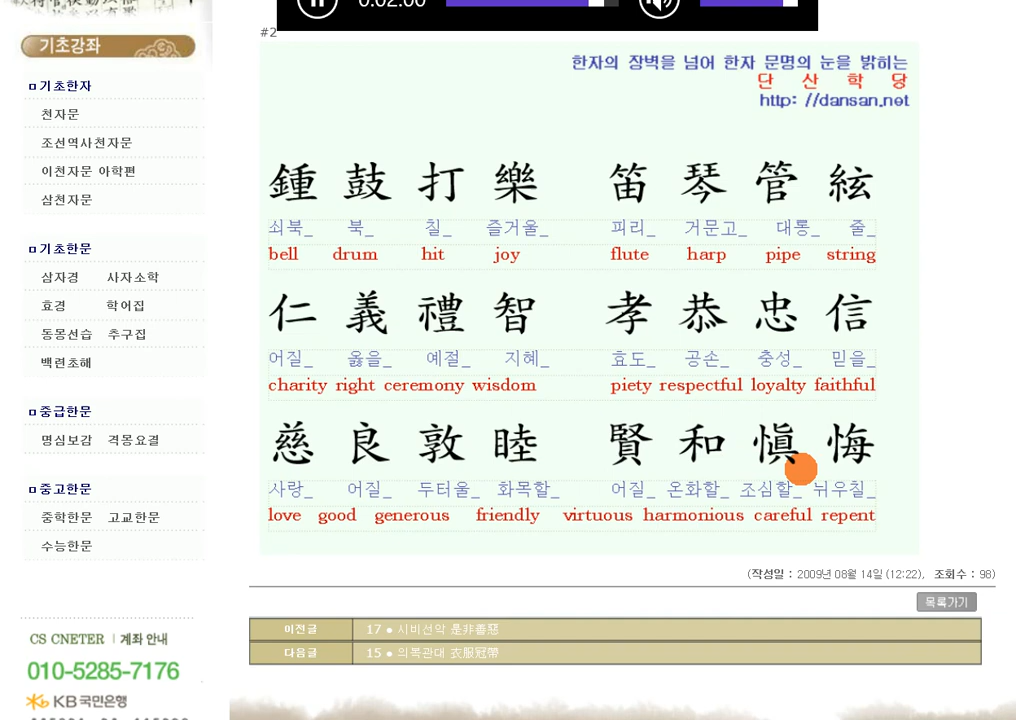 0:02:00
#2
기초강좌
기초한자
천자문
조선역사천자문
이천자문 아학편
삼천자문
기초한문
삼자경 사자소학
효경 학어집
동몽선습 추구집
백련초해
중급한문
명심보감 격몽요결
중고한문
중학한문 고교한문
수능한문
CS CNETER | 계좌 안내
010-5285-7176
KB국민은행
한자의 장벽을 넘어 한자 문명의 눈을 밝히는
단 산 학 당
http: //dansan.net
鍾 鼓 打 樂 笛 琴 管 絃
쇠북_ 북_ 칠_ 즐거울_ 피리_ 거문고_ 대롱_ 줄_
bell drum hit joy flute harp pipe string
仁 義 禮 智 孝 恭 忠 信
어질_ 옳을_ 예절_ 지혜_ 효도_ 공손_ 충성_ 믿을_
charity right ceremony wisdom piety respectful loyalty faithful
慈 良 敦 睦 賢 和 愼 悔
사랑_ 어질_ 두터울_ 화목할_ 어질_ 온화할_ 조심할_ 뉘우칠_
love good generous friendly virtuous harmonious careful repent
(작성일 : 2009년 08월 14일 (12:22), 조회수 : 98)
목록가기
이전글 17 ● 시비선악 是非善惡
다음글 15 ● 의복관대 衣服冠帶